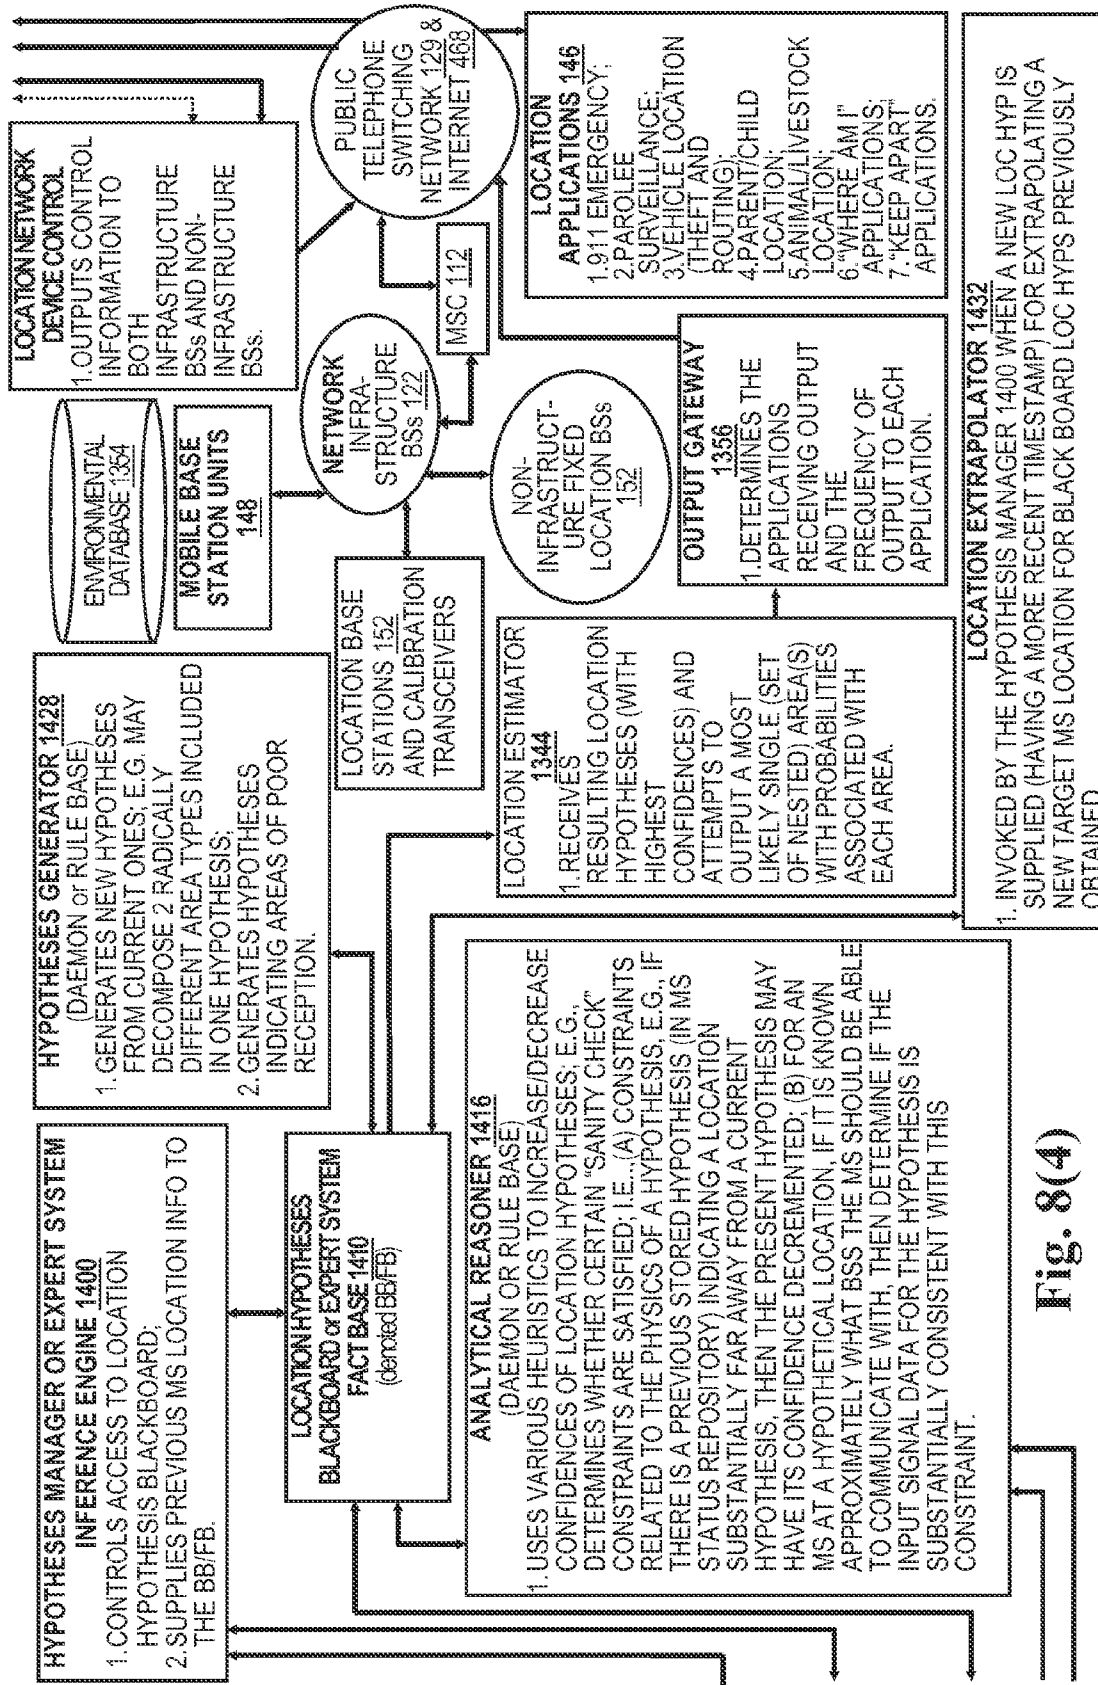 HYPOTHESES MANAGER OR EXPERT SYSTEM
INFERENCE ENGINE 1400
1. CONTROLS ACCESS TO LOCATION
HYPOTHESIS BLACKBOARD;
2. SUPPLIES PREVIOUS MS LOCATION INFO TO
THE BB/FB.
HYPOTHESES GENERATOR 1428
(DAEMON or RULE BASE)
1. GENERATES NEW HYPOTHESES
FROM CURRENT ONES; E.G. MAY
DECOMPOSE 2 RADICALLY
DIFFERENT AREA TYPES INCLUDED
IN ONE HYPOTHESIS;
2. GENERATES HYPOTHESES
INDICATING AREAS OF POOR
RECEPTION.
ENVIRONMENTAL
DATABASE 1354
MOBILE BASE
STATION UNITS
148
LOCATION NETWORK
DEVICE CONTROL
1. OUTPUTS CONTROL
INFORMATION TO
BOTH
INFRASTRUCTURE
BSs AND NON-
INFRASTRUCTURE
BSs.
LOCATION HYPOTHESES
BLACKBOARD or EXPERT SYSTEM
FACT BASE 1410
(denoted BB/FB)
LOCATION BASE
STATIONS 152
AND CALIBRATION
TRANSCEIVERS
NETWORK
INFRA-
STRUCTURE
BSs 122
MSC 112
PUBLIC
TELEPHONE
SWITCHING
NETWORK 129 &
INTERNET 468
NON-
INFRASTRUCT-
URE FIXED
LOCATION BSs
152
ANALYTICAL REASONER 1416
(DAEMON OR RULE BASE)
1. USES VARIOUS HEURISTICS TO INCREASE/DECREASE
CONFIDENCES OF LOCATION HYPOTHESES; E.G.,
DETERMINES WHETHER CERTAIN "SANITY CHECK"
CONSTRAINTS ARE SATISFIED; I.E., (A) CONSTRAINTS
RELATED TO THE PHYSICS OF A HYPOTHESIS, E.G., IF
THERE IS A PREVIOUS STORED HYPOTHESIS (IN MS
STATUS REPOSITORY) INDICATING A LOCATION
SUBSTANTIALLY FAR AWAY FROM A CURRENT
HYPOTHESIS, THEN THE PRESENT HYPOTHESIS MAY
HAVE ITS CONFIDENCE DECREMENTED; (B) FOR AN
MS AT A HYPOTHETICAL LOCATION, IF IT IS KNOWN
APPROXIMATELY WHAT BSS THE MS SHOULD BE ABLE
TO COMMUNICATE WITH, THEN DETERMINE IF THE
INPUT SIGNAL DATA FOR THE HYPOTHESIS IS
SUBSTANTIALLY CONSISTENT WITH THIS
CONSTRAINT.
LOCATION ESTIMATOR
1344
1. RECEIVES
RESULTING LOCATION
HYPOTHESES (WITH
HIGHEST
CONFIDENCES) AND
ATTEMPTS TO
OUTPUT A MOST
LIKELY SINGLE (SET
OF NESTED) AREA(S)
WITH PROBABILITIES
ASSOCIATED WITH
EACH AREA.
OUTPUT GATEWAY
1356
1. DETERMINES THE
APPLICATIONS
RECEIVING OUTPUT
AND THE
FREQUENCY OF
OUTPUT TO EACH
APPLICATION.
LOCATION
APPLICATIONS 146
1. 911 EMERGENCY;
2. PAROLEE
SURVEILLANCE;
3. VEHICLE LOCATION
(THEFT AND
ROUTING);
4. PARENT/CHILD
LOCATION;
5. ANIMAL/LIVESTOCK
LOCATION;
6. "WHERE AM I"
APPLICATIONS;
7. "KEEP APART"
APPLICATIONS.
LOCATION EXTRAPOLATOR 1432
1. INVOKED BY THE HYPOTHESIS MANAGER 1400 WHEN A NEW LOC HYP IS
SUPPLIED (HAVING A MORE RECENT TIMESTAMP) FOR EXTRAPOLATING A
NEW TARGET MS LOCATION FOR BLACK BOARD LOC HYPS PREVIOUSLY
OBTAINED
Fig. 8(4)